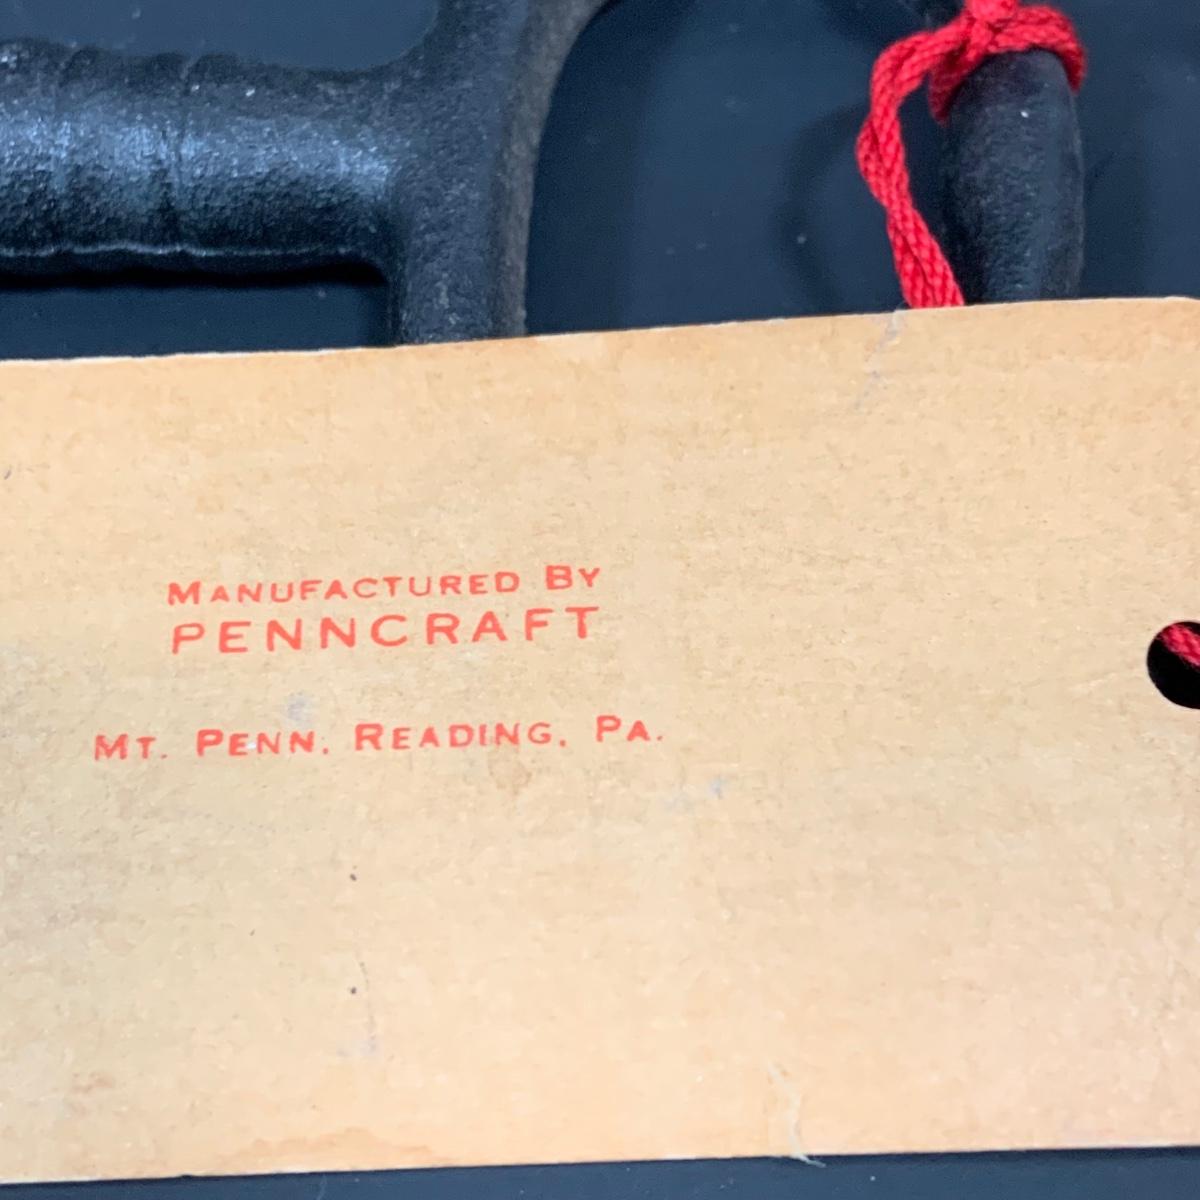 Manufactured By
PENNCRAFT
Mt. Penn. Reading, Pa.